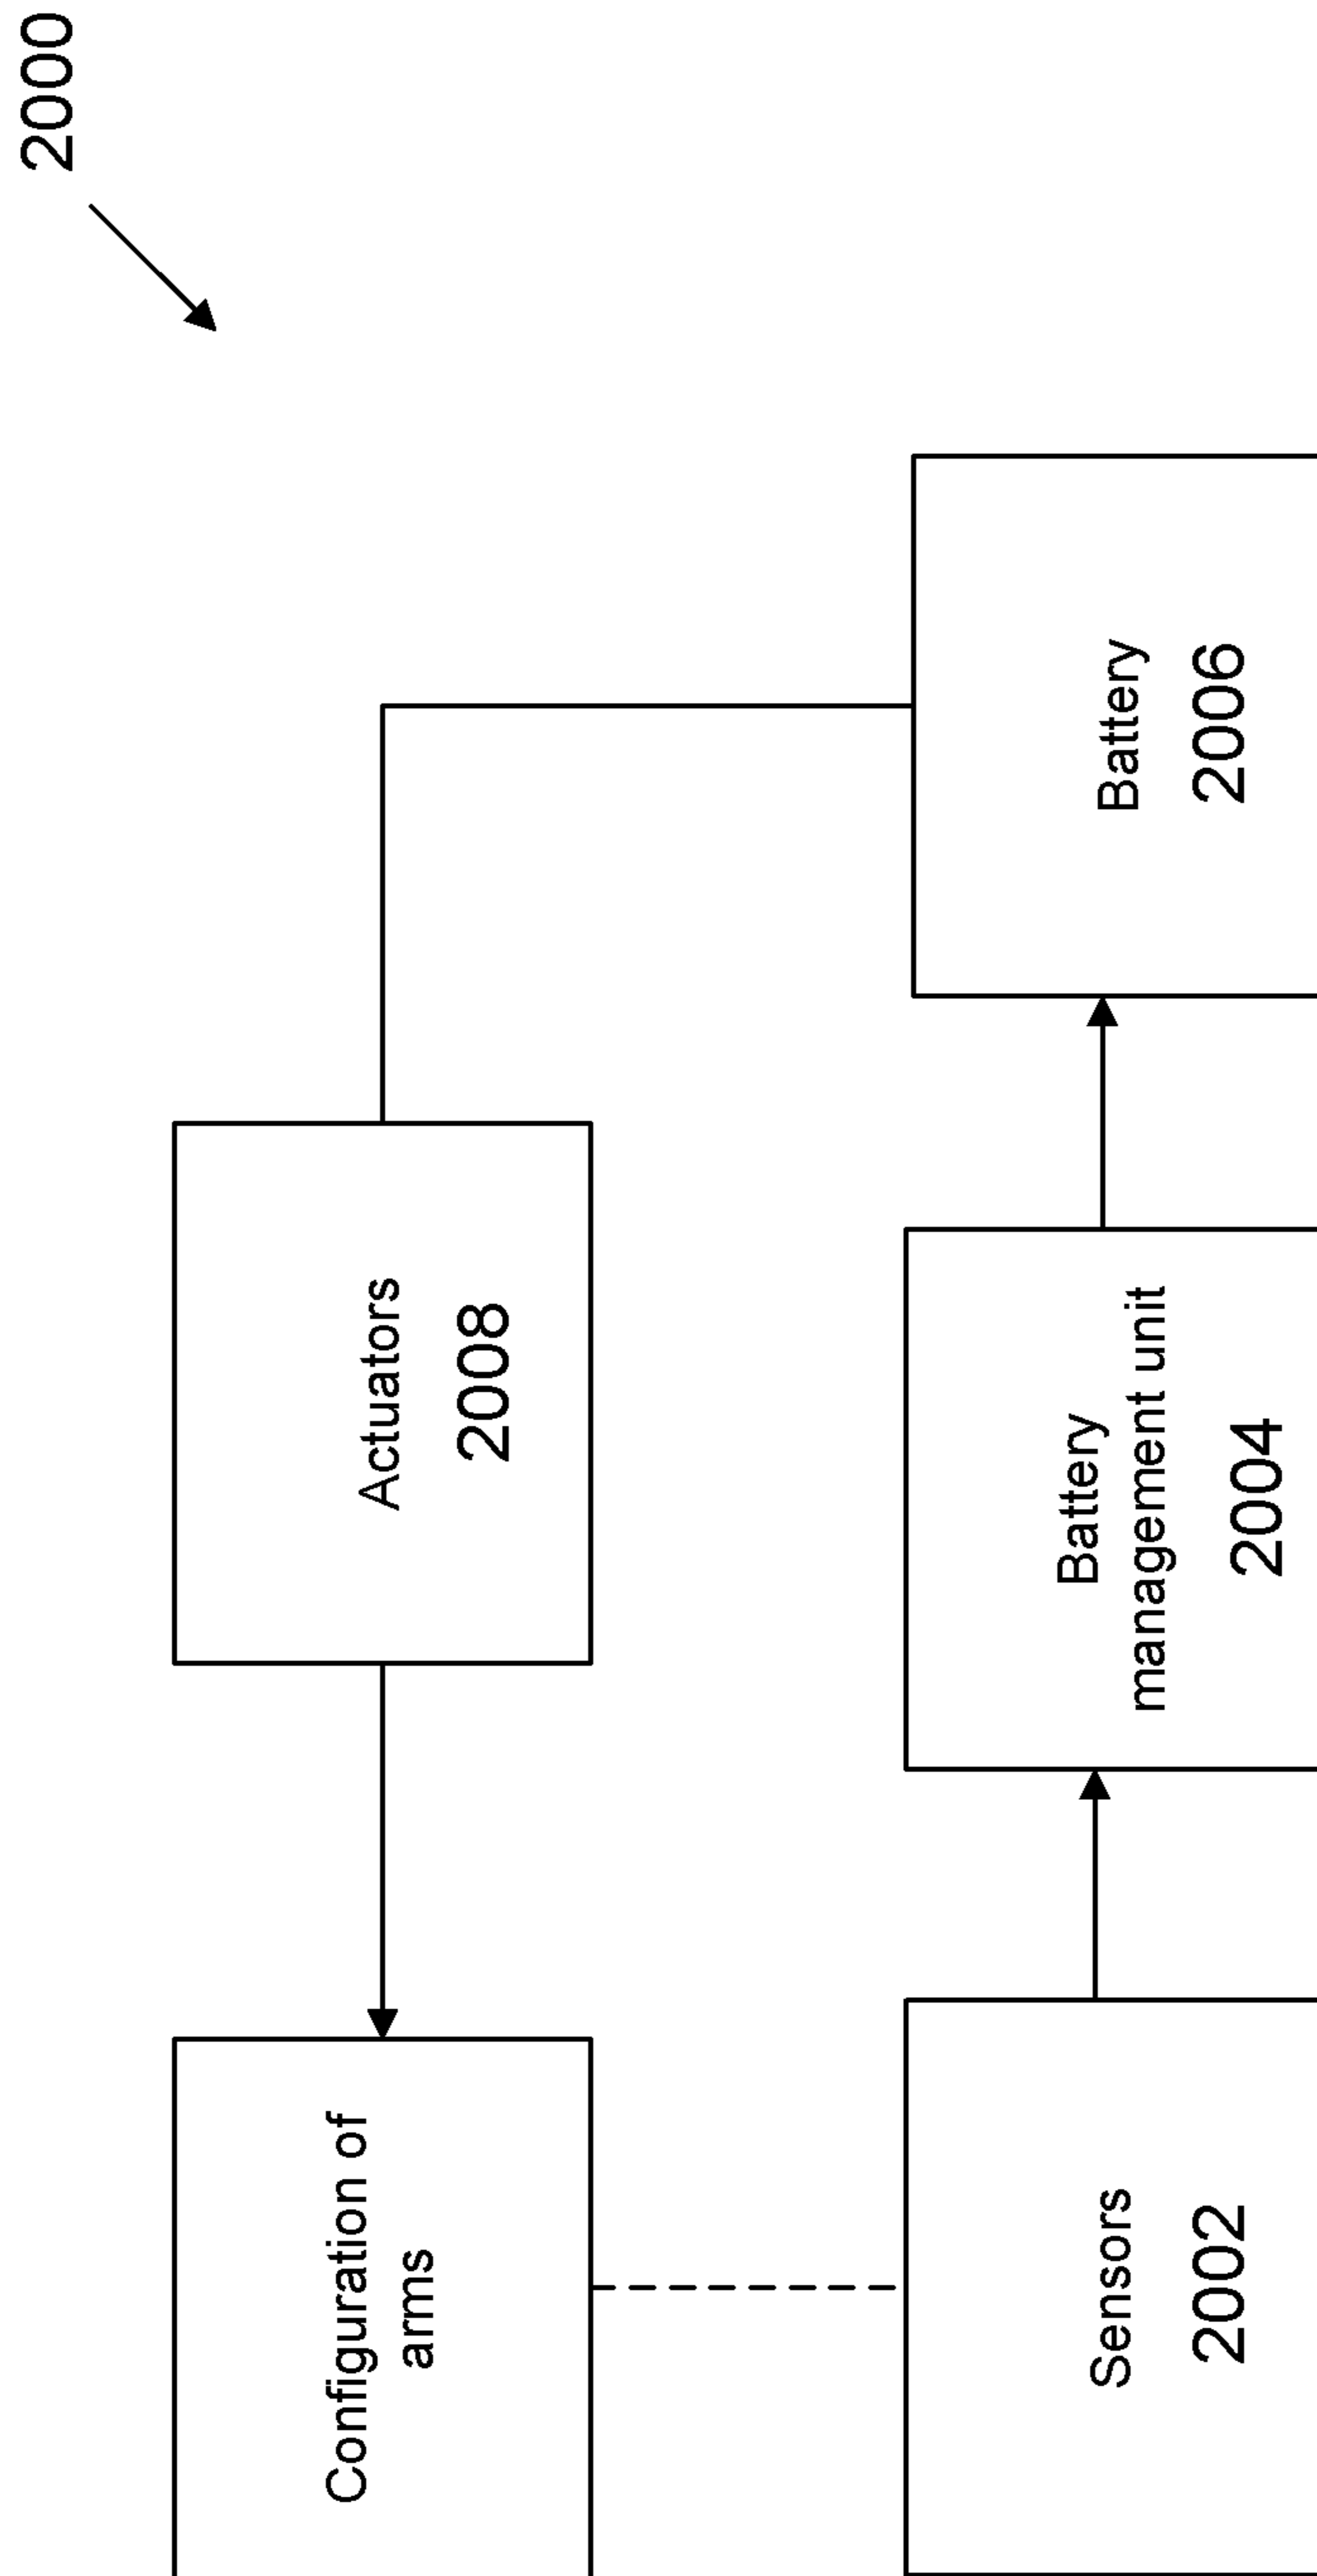 2000
Configuration of
arms
Actuators
2008
Sensors
2002
Battery
management unit
2004
Battery
2006